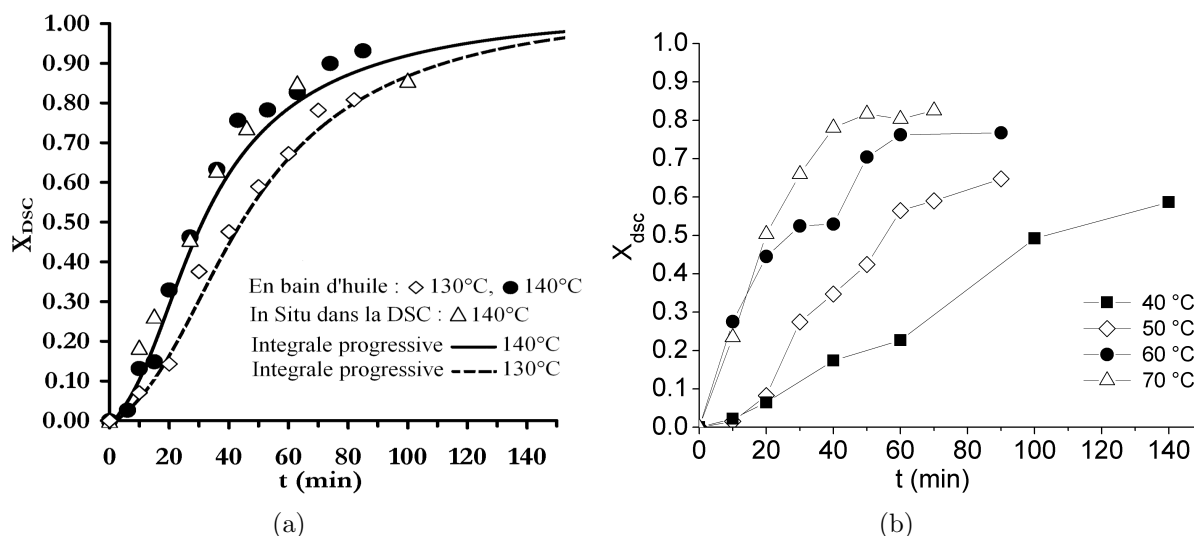 1.00
0.90
0.80
0.70
0.60
0.50
0.40
0.30
0.20
0.10
0.00
X_DSC
En bain d'huile : ◇ 130°C, ● 140°C
In Situ dans la DSC : △ 140°C
Integrale progressive 140°C
Integrale progressive 130°C
0 20 40 60 80 100 120 140
t (min)
(a)
1.0
0.9
0.8
0.7
0.6
0.5
0.4
0.3
0.2
0.1
0.0
X_dsc
40 °C
50 °C
60 °C
70 °C
0 20 40 60 80 100 120 140
t (min)
(b)